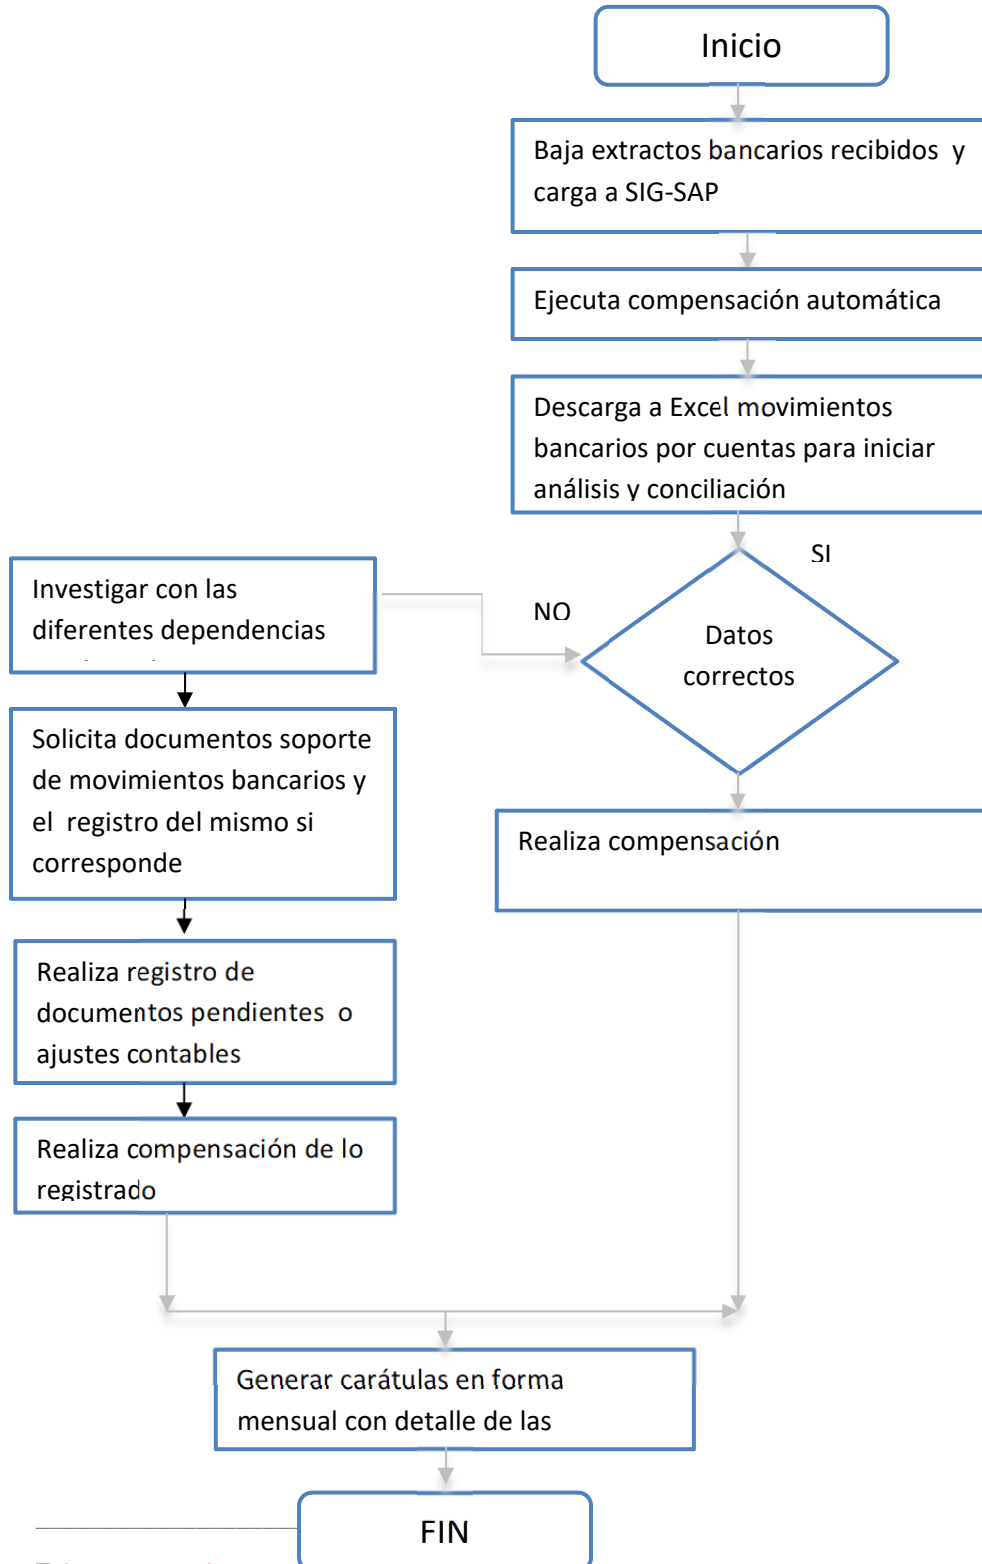 Inicio
Baja extractos bancarios recibidos y
carga a SIG-SAP
Ejecuta compensación automática
Descarga a Excel movimientos
bancarios por cuentas para iniciar
análisis y conciliación
SI
NO
Datos
correctos
Investigar con las
diferentes dependencias
Solicita documentos soporte
de movimientos bancarios y
el registro del mismo si
corresponde
Realiza compensación
Realiza registro de
documentos pendientes o
ajustes contables
Realiza compensación de lo
registrado
Generar carátulas en forma
mensual con detalle de las
FIN